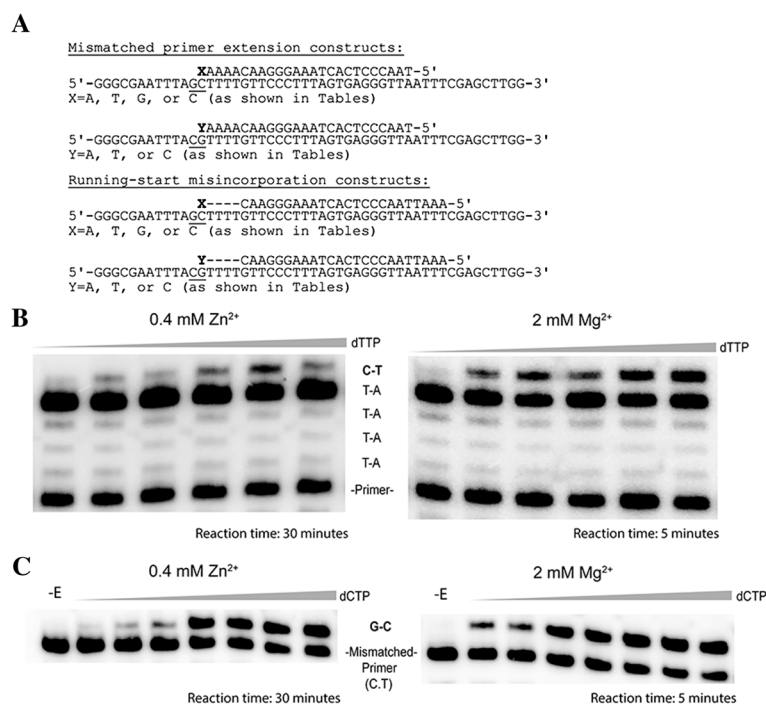 A
Mismatched primer extension constructs:
XAAAACAAGGGAAATCACTCCCAAT-5'
5'-GGGCGAATTTAGCTTTTGTTCCCTTTAGTGAGGGTTAATTTCGAGCTTGG-3'
X=A, T, G, or C (as shown in Tables)
YAAAACAAGGGAAATCACTCCCAAT-5'
5'-GGGCGAATTTACGTTTTGTTCCCTTTAGTGAGGGTTAATTTCGAGCTTGG-3'
Y=A, T, or C (as shown in Tables)
Running-start misincorporation constructs:
X----CAAGGGAAATCACTCCCAATTAAA-5'
5'-GGGCGAATTTAGCTTTTGTTCCCTTTAGTGAGGGTTAATTTCGAGCTTGG-3'
X=A, T, G, or C (as shown in Tables)
Y----CAAGGGAAATCACTCCCAATTAAA-5'
5'-GGGCGAATTTACGTTTTGTTCCCTTTAGTGAGGGTTAATTTCGAGCTTGG-3'
Y=A, T, or C (as shown in Tables)
B
0.4 mM Zn²⁺
2 mM Mg²⁺
dTTP
dTTP
C-T
T-A
T-A
T-A
T-A
-Primer-
Reaction time: 30 minutes
Reaction time: 5 minutes
C
0.4 mM Zn²⁺
2 mM Mg²⁺
-E
dCTP
-E
dCTP
G-C
-Mismatched-
Primer
(C.T)
Reaction time: 30 minutes
Reaction time: 5 minutes